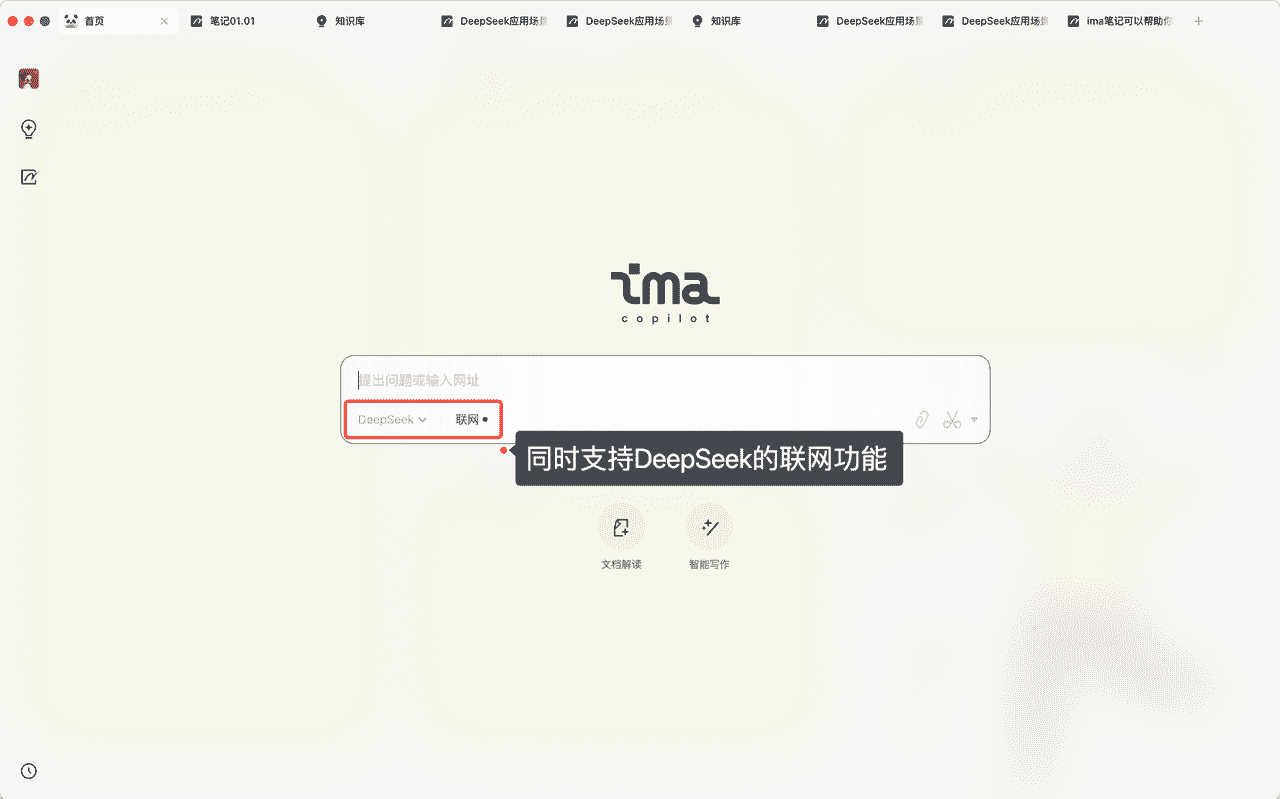 首页
笔记01.01
知识库
DeepSeek应用场
DeepSeek应用场
知识库
DeepSeek应用场
DeepSeek应用场
ima笔记可以帮助你
ima
copilot
提出问题或输入网址
DeepSeek
联网
同时支持DeepSeek的联网功能
文档解读
智能写作